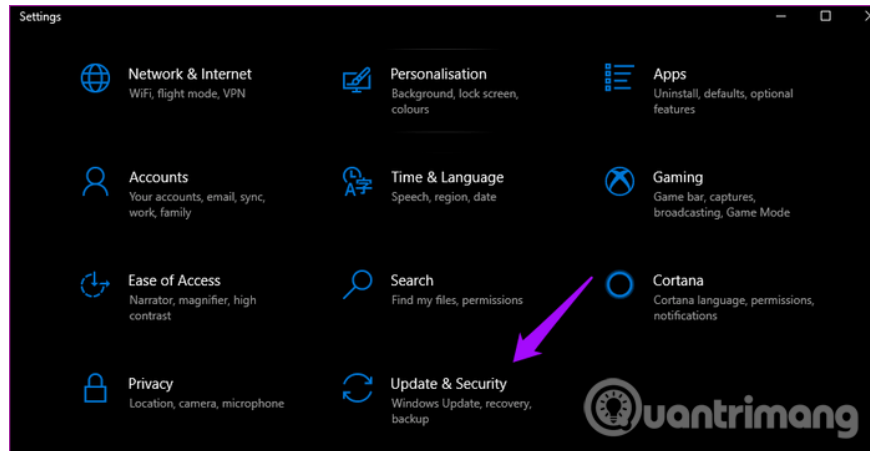 Settings
Network & Internet
WiFi, flight mode, VPN
Personalisation
Background, lock screen,
colours
Apps
Uninstall, defaults, optional
features
Accounts
Your accounts, email, sync,
work, family
Time & Language
Speech, region, date
Gaming
Game bar, captures,
broadcasting, Game Mode
Ease of Access
Narrator, magnifier, high
contrast
Search
Find my files, permissions
Cortana
Cortana language, permissions,
notifications
Privacy
Location, camera, microphone
Update & Security
Windows Update, recovery,
backup
Quantrimang